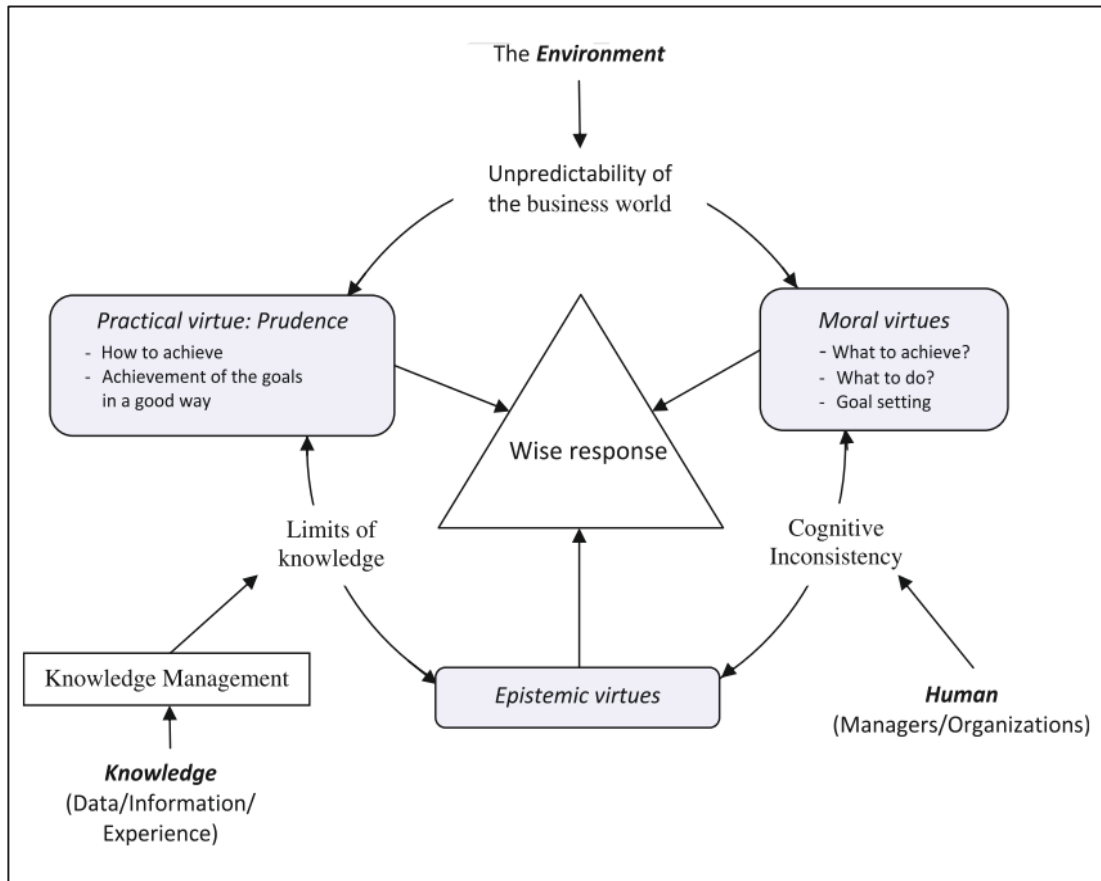 The Environment
Unpredictability of
the business world
Practical virtue: Prudence
- How to achieve
- Achievement of the goals
in a good way
Moral virtues
- What to achieve?
- What to do?
- Goal setting
Wise response
Limits of
knowledge
Cognitive
Inconsistency
Knowledge Management
Epistemic virtues
Human
(Managers/Organizations)
Knowledge
(Data/Information/
Experience)